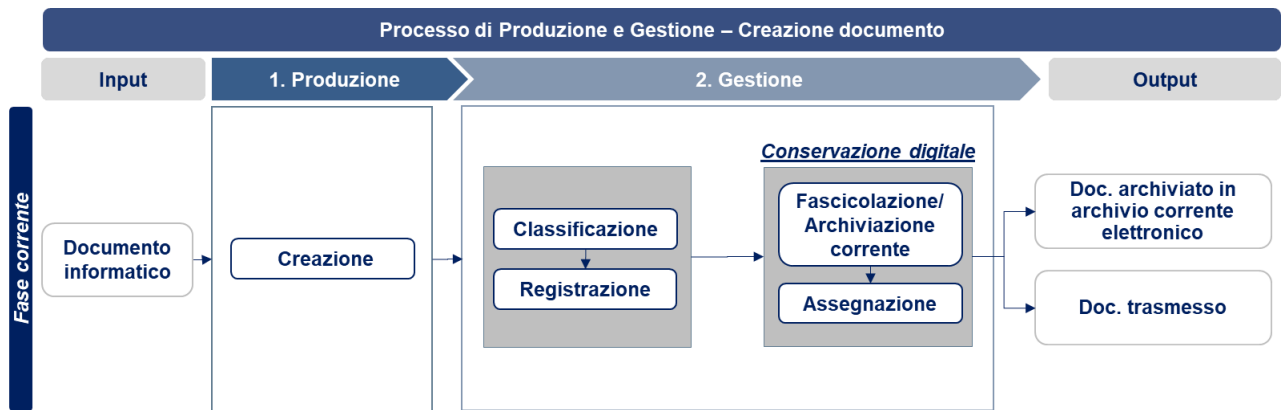 Processo di Produzione e Gestione – Creazione documento
Input
1. Produzione
2. Gestione
Output
Fase corrente
Documento
informatico
Creazione
Classificazione
Registrazione
Conservazione digitale
Fascicolazione/
Archiviazione
corrente
Assegnazione
Doc. archiviato in
archivio corrente
elettronico
Doc. trasmesso